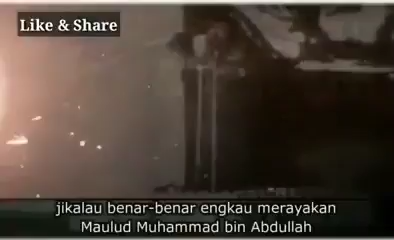 Like & Share
jikalau benar-benar engkau merayakan
Maulud Muhammad bin Abdullah